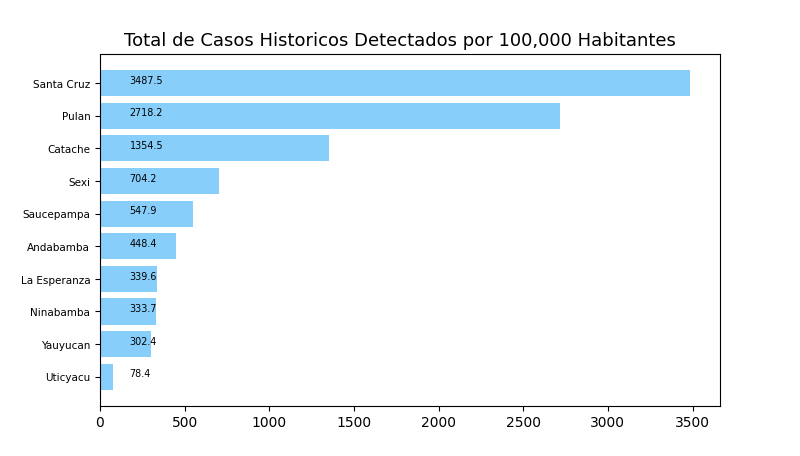 Total de Casos Historicos Detectados por 100,000 Habitantes
Santa Cruz 3487.5
Pulan 2718.2
Catache 1354.5
Sexi 704.2
Saucepampa 547.9
Andabamba 448.4
La Esperanza 339.6
Ninabamba 333.7
Yauyucan 302.4
Uticyacu 78.4
0 500 1000 1500 2000 2500 3000 3500